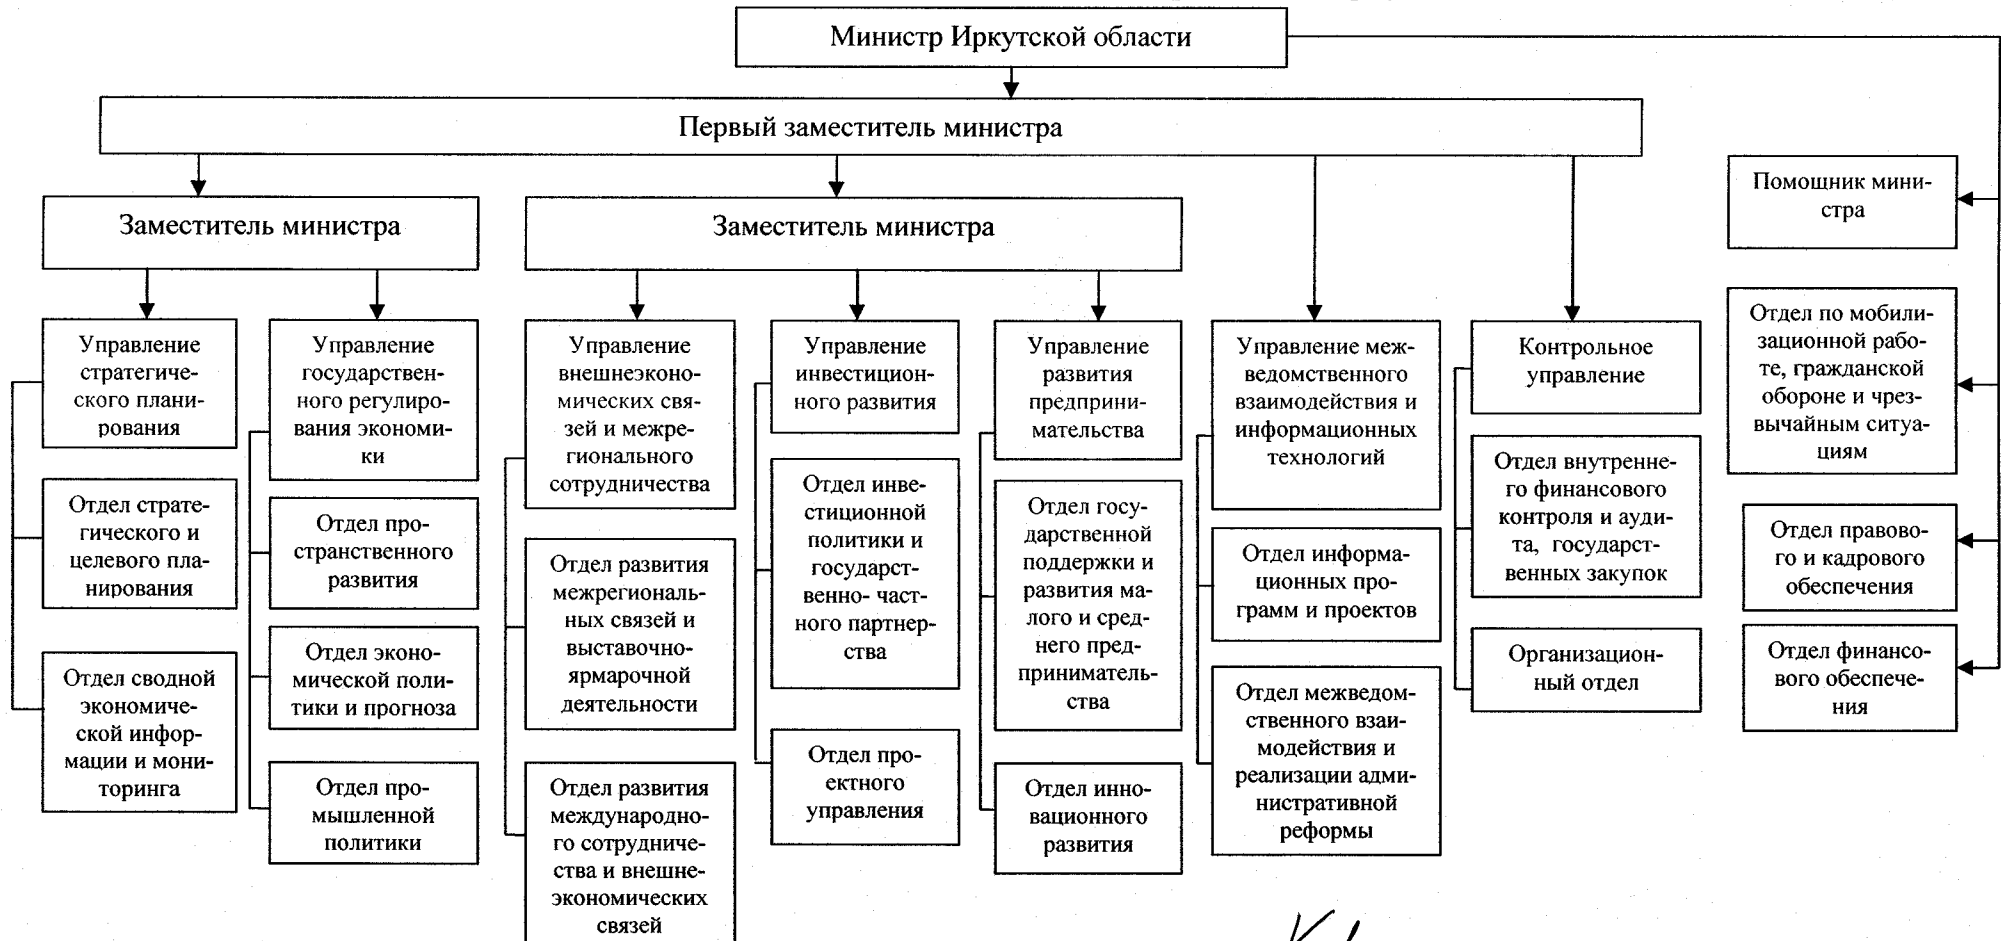 Министр Иркутской области
Первый заместитель министра
Заместитель министра
Заместитель министра
Помощник мини-
стра
Отдел по мобили-
зационной рабо-
те, гражданской
обороне и чрез-
вычайным ситуа-
циям
Отдел правово-
го и кадрового
обеспечения
Отдел финансо-
вого обеспече-
ния
Управление
стратегиче-
ского плани-
рования
Отдел страте-
гического и
целевого пла-
нирования
Отдел сводной
экономиче-
ской инфор-
мации и мони-
торинга
Управление
государствен-
ного регулиро-
вания экономи-
ки
Отдел про-
странственного
развития
Отдел эконо-
мической поли-
тики и прогноза
Отдел про-
мышленной
политики
Управление
внешнеэконо-
мических свя-
зей и межре-
гионального
сотрудничества
Отдел развития
межрегиональ-
ных связей и
выставочно-
ярмарочной
деятельности
Отдел развития
международно-
го сотрудниче-
ства и внешне-
экономических
связей
Управление
инвестицион-
ного развития
Отдел инве-
стиционной
политики и
государст-
венно- част-
ного партнер-
ства
Отдел про-
ектного
управления
Управление
развития
предприни-
мательства
Отдел госу-
дарственной
поддержки и
развития ма-
лого и сред-
него пред-
приниматель-
ства
Отдел инно-
вационного
развития
Управление меж-
ведомственного
взаимодействия и
информационных
технологий
Отдел информа-
ционных про-
грамм и проектов
Отдел межведом-
ственного взаи-
модействия и
реализации адми-
нистративной
реформы
Контрольное
управление
Отдел внутренне-
го финансового
контроля и ауди-
та, государст-
венных закупок
Организацион-
ный отдел